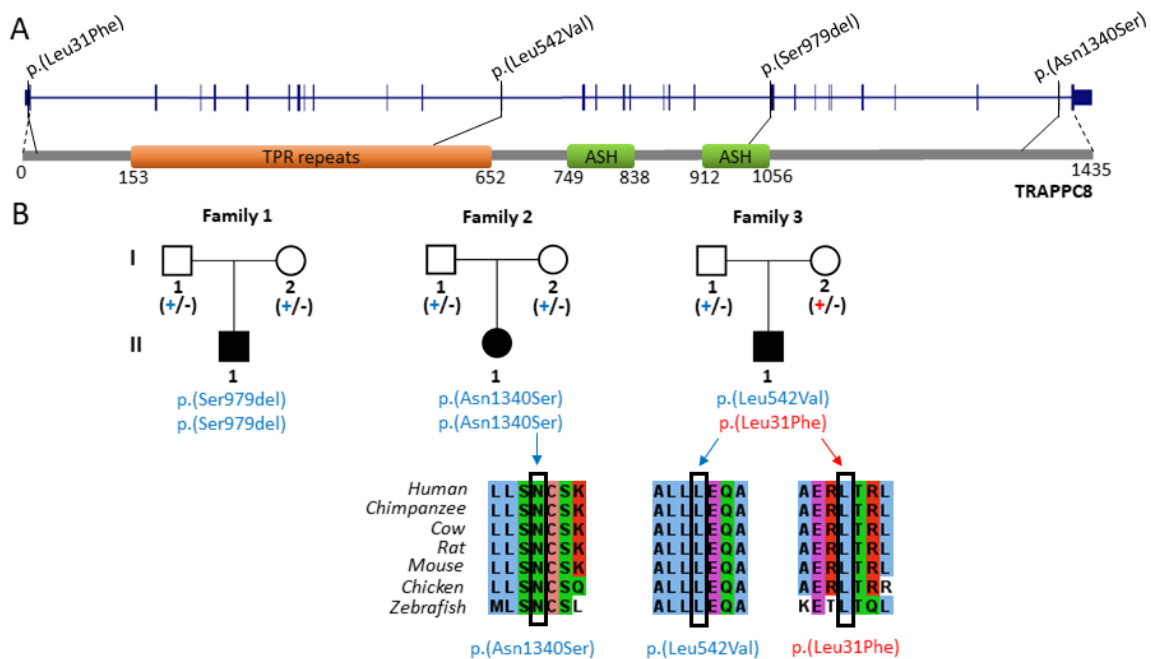 A
p.(Leu31Phe)
p.(Leu542Val)
p.(Ser979del)
p.(Asn1340Ser)
TPR repeats
ASH
ASH
0
153
652
749
838
912
1056
1435
TRAPPC8
B
Family 1
Family 2
Family 3
I
1
(+/-)
2
(+/-)
1
(+/-)
2
(+/-)
1
(+/-)
2
(+/-)
II
1
p.(Ser979del)
p.(Ser979del)
1
p.(Asn1340Ser)
p.(Asn1340Ser)
1
p.(Leu542Val)
p.(Leu31Phe)
Human LLSNCSK ALLLEQA AERLTRL
Chimpanzee LLSNCSK ALLLEQA AERLTRL
Cow LLSNCSK ALLLEQA AERLTRL
Rat LLSNCSK ALLLEQA AERLTRL
Mouse LLSNCSK ALLLEQA AERLTRL
Chicken LLSNCSQ ALLLEQA AERLTRR
Zebrafish MLSNCSL ALLLEQA KETLTQL
p.(Asn1340Ser)
p.(Leu542Val)
p.(Leu31Phe)